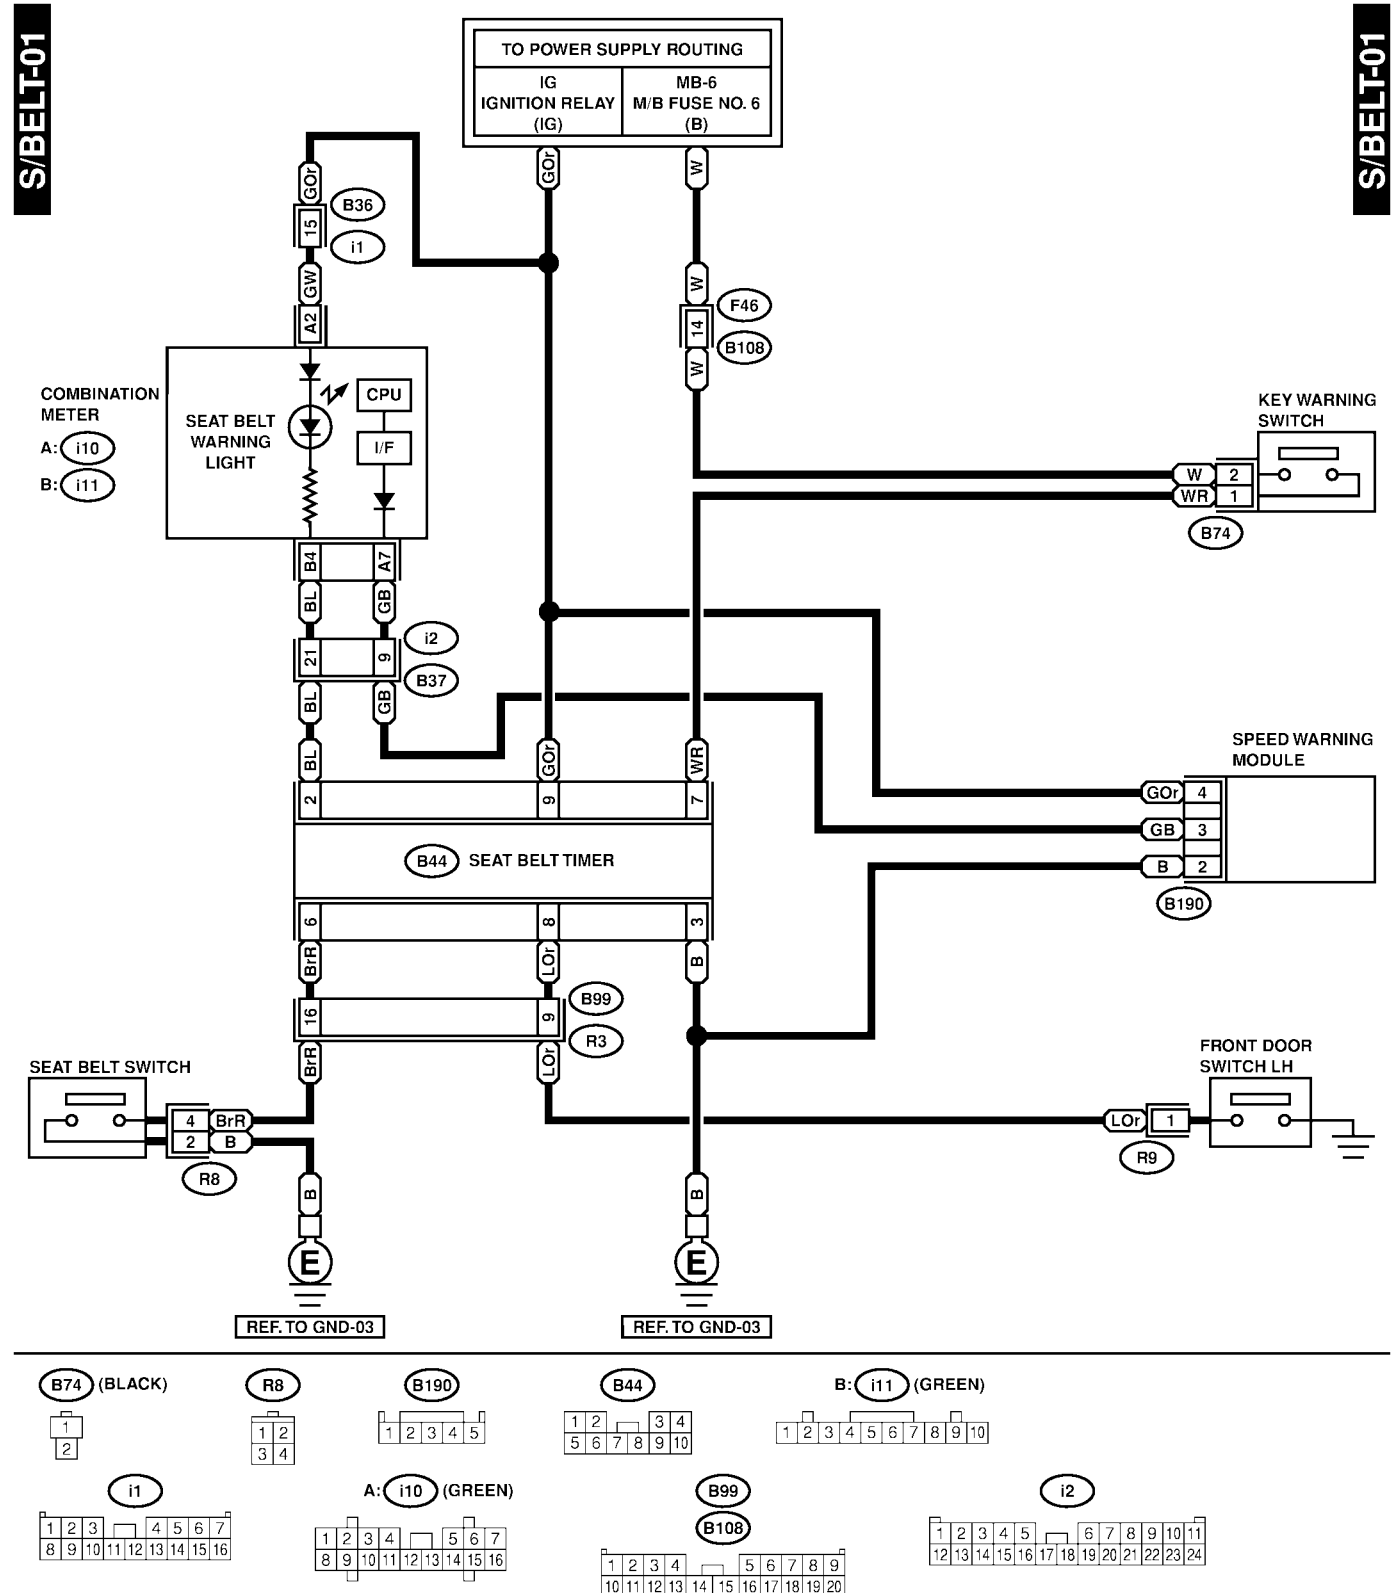 S/BELT-01
S/BELT-01
TO POWER SUPPLY ROUTING
IG
IGNITION RELAY
(IG)
MB-6
M/B FUSE NO. 6
(B)
GOr
W
GOr
15
B36
i1
GW
A2
W
14
F46
B108
W
COMBINATION
METER
A: i10
B: i11
SEAT BELT
WARNING
LIGHT
CPU
I/F
KEY WARNING
SWITCH
W 2
WR 1
B74
B4
A7
BL
GB
21
9
i2
B37
BL
GB
BL
GOr
WR
2
9
7
B44 SEAT BELT TIMER
6
8
3
SPEED WARNING
MODULE
GOr 4
GB 3
B 2
B190
BrR
LOr
B
16
9
B99
R3
BrR
LOr
SEAT BELT SWITCH
4 BrR
2 B
R8
FRONT DOOR
SWITCH LH
LOr 1
R9
B
B
E
E
REF. TO GND-03
REF. TO GND-03
B74 (BLACK)
1
2
R8
1 2
3 4
B190
1 2 3 4 5
B44
1 2 3 4
5 6 7 8 9 10
B: i11 (GREEN)
1 2 3 4 5 6 7 8 9 10
i1
1 2 3 4 5 6 7
8 9 10 11 12 13 14 15 16
A: i10 (GREEN)
1 2 3 4 5 6 7
8 9 10 11 12 13 14 15 16
B99
B108
1 2 3 4 5 6 7 8 9
10 11 12 13 14 15 16 17 18 19 20
i2
1 2 3 4 5 6 7 8 9 10 11
12 13 14 15 16 17 18 19 20 21 22 23 24